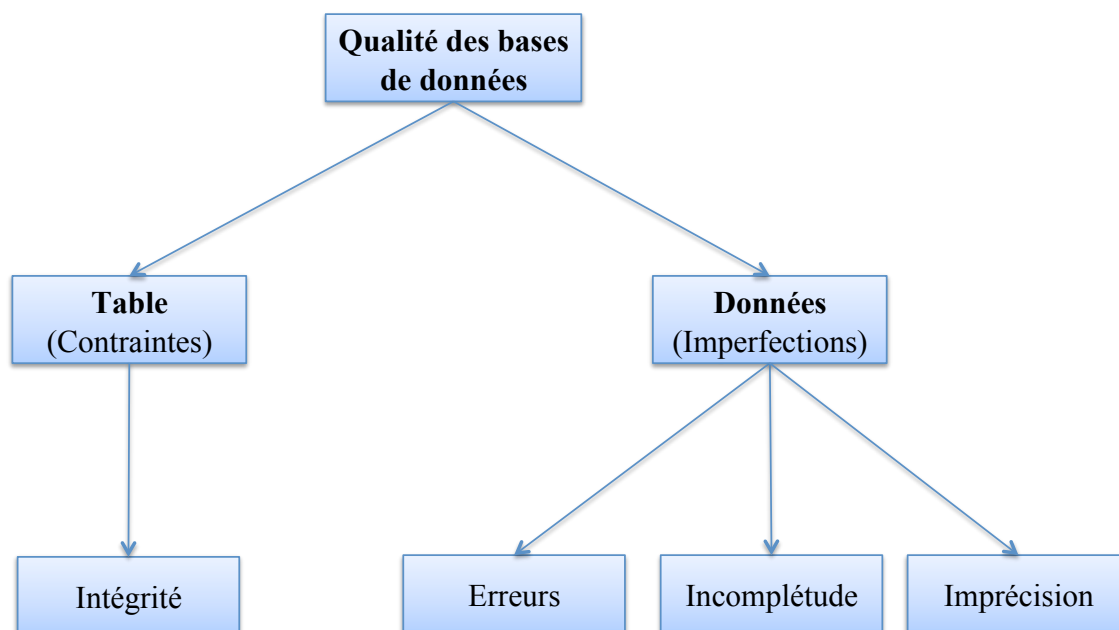 Qualité des bases
de données
Table
(Contraintes)
Données
(Imperfections)
Intégrité
Erreurs
Incomplétude
Imprécision